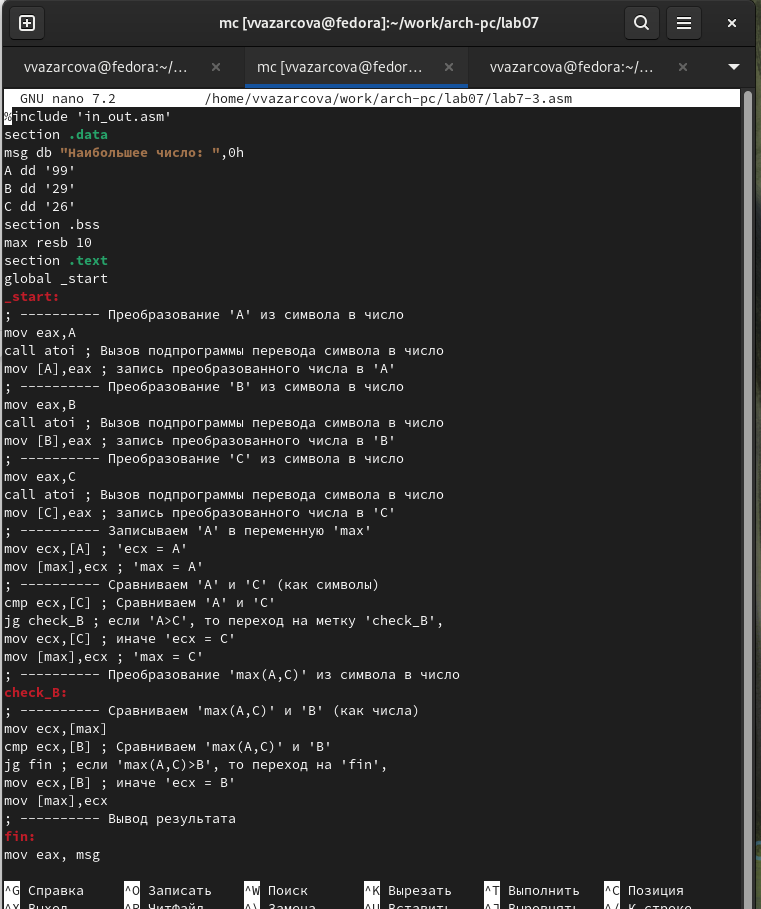 mc [vvazarcova@fedora]:~/work/arch-pc/lab07
vvazarcova@fedora:~/...
mc [vvazarcova@fedor...
vvazarcova@fedora:~/...
GNU nano 7.2 /home/vvazarcova/work/arch-pc/lab07/lab7-3.asm
%include 'in_out.asm'
section .data
msg db "Наибольшее число: ",0h
A dd '99'
B dd '29'
C dd '26'
section .bss
max resb 10
section .text
global _start
_start:
; ---------- Преобразование 'A' из символа в число
mov eax,A
call atoi ; Вызов подпрограммы перевода символа в число
mov [A],eax ; запись преобразованного числа в 'A'
; ---------- Преобразование 'B' из символа в число
mov eax,B
call atoi ; Вызов подпрограммы перевода символа в число
mov [B],eax ; запись преобразованного числа в 'B'
; ---------- Преобразование 'C' из символа в число
mov eax,C
call atoi ; Вызов подпрограммы перевода символа в число
mov [C],eax ; запись преобразованного числа в 'C'
; ---------- Записываем 'A' в переменную 'max'
mov ecx,[A] ; 'ecx = A'
mov [max],ecx ; 'max = A'
; ---------- Сравниваем 'A' и 'C' (как символы)
cmp ecx,[C] ; Сравниваем 'A' и 'C'
jg check_B ; если 'A>C', то переход на метку 'check_B',
mov ecx,[C] ; иначе 'ecx = C'
mov [max],ecx ; 'max = C'
; ---------- Преобразование 'max(A,C)' из символа в число
check_B:
; ---------- Сравниваем 'max(A,C)' и 'B' (как числа)
mov ecx,[max]
cmp ecx,[B] ; Сравниваем 'max(A,C)' и 'B'
jg fin ; если 'max(A,C)>B', то переход на 'fin',
mov ecx,[B] ; иначе 'ecx = B'
mov [max],ecx
; ---------- Вывод результата
fin:
mov eax, msg
^G Справка ^O Записать ^W Поиск ^K Вырезать ^T Выполнить ^C Позиция
^X Выход ^R ЧитФайл ^\ Замена ^U Вставить ^J Выровнять ^/ К строке